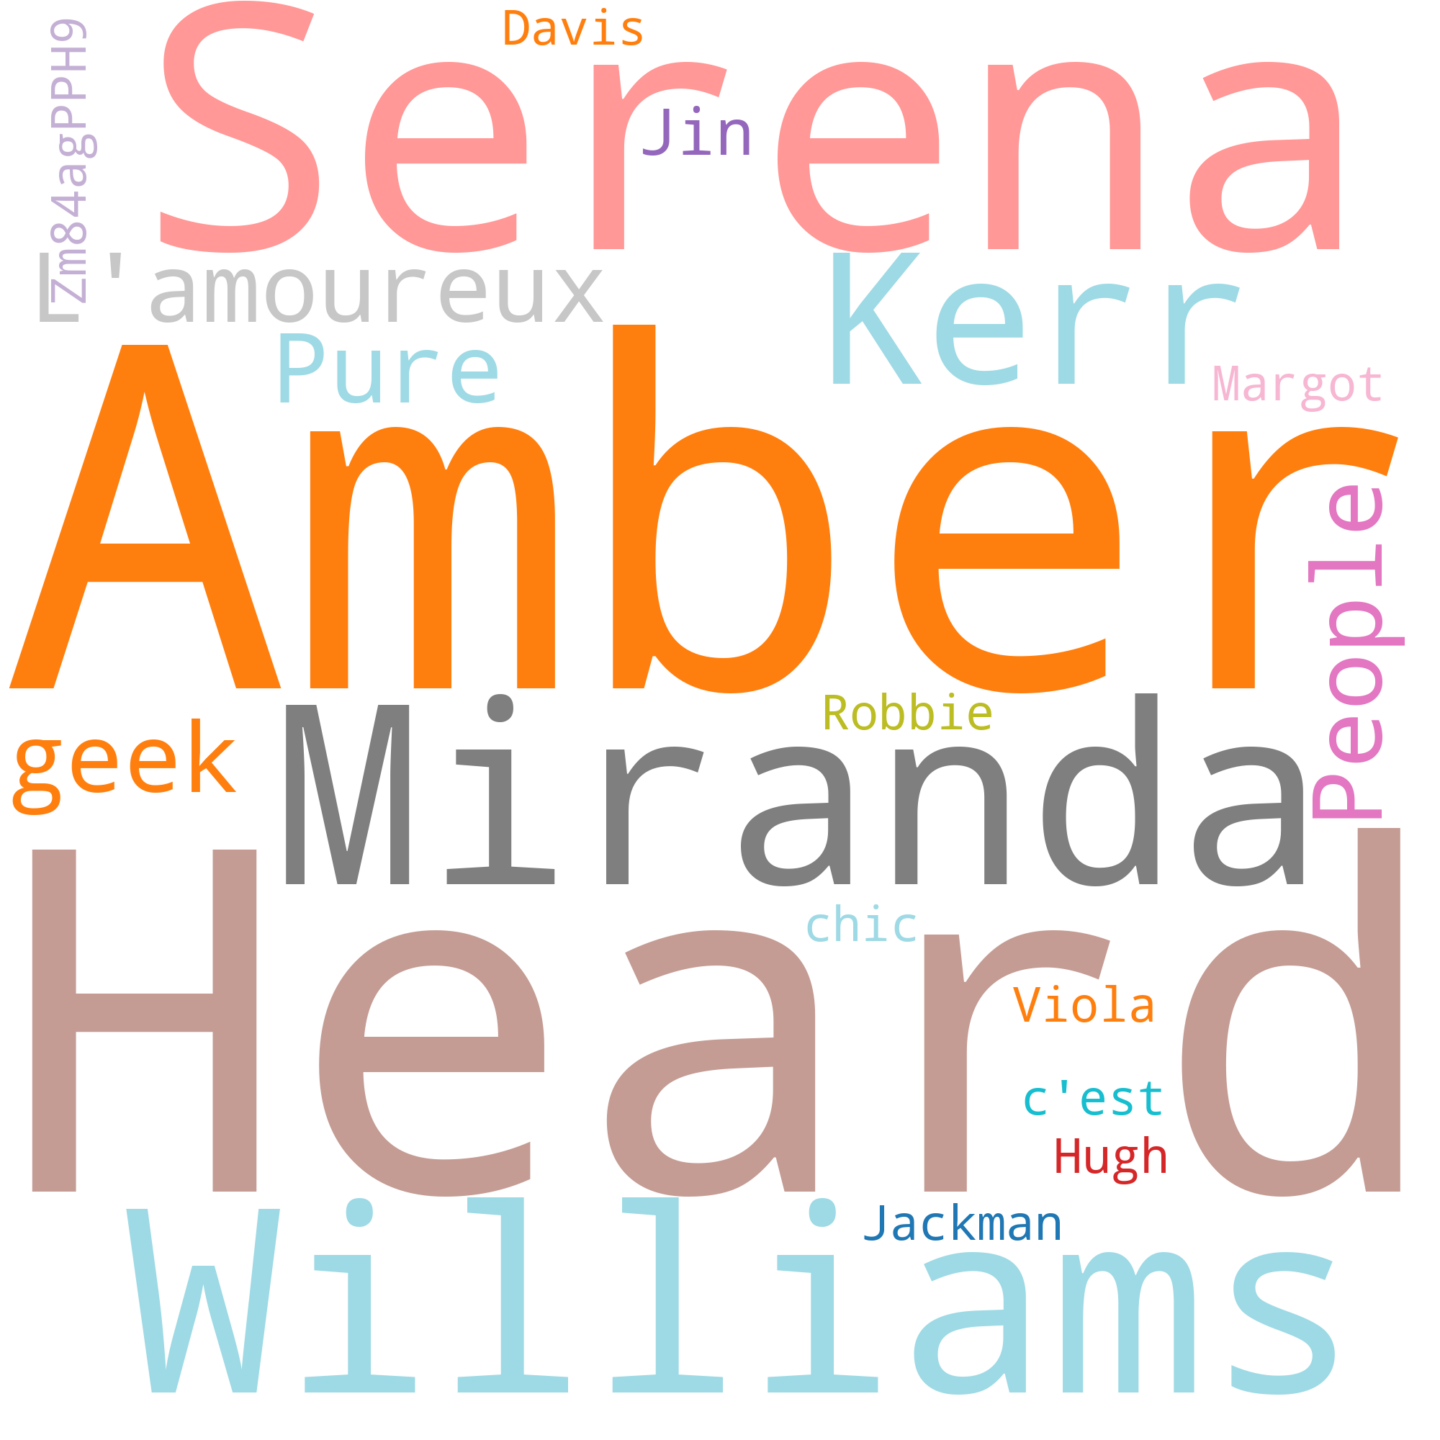 Davis
Serena
Jin
Zm84agPPH9
L'amoureux
Kerr
Pure
Margot
Amber
People
Robbie
geek
Miranda
chic
Heard
Viola
c'est
Hugh
Jackman
Williams